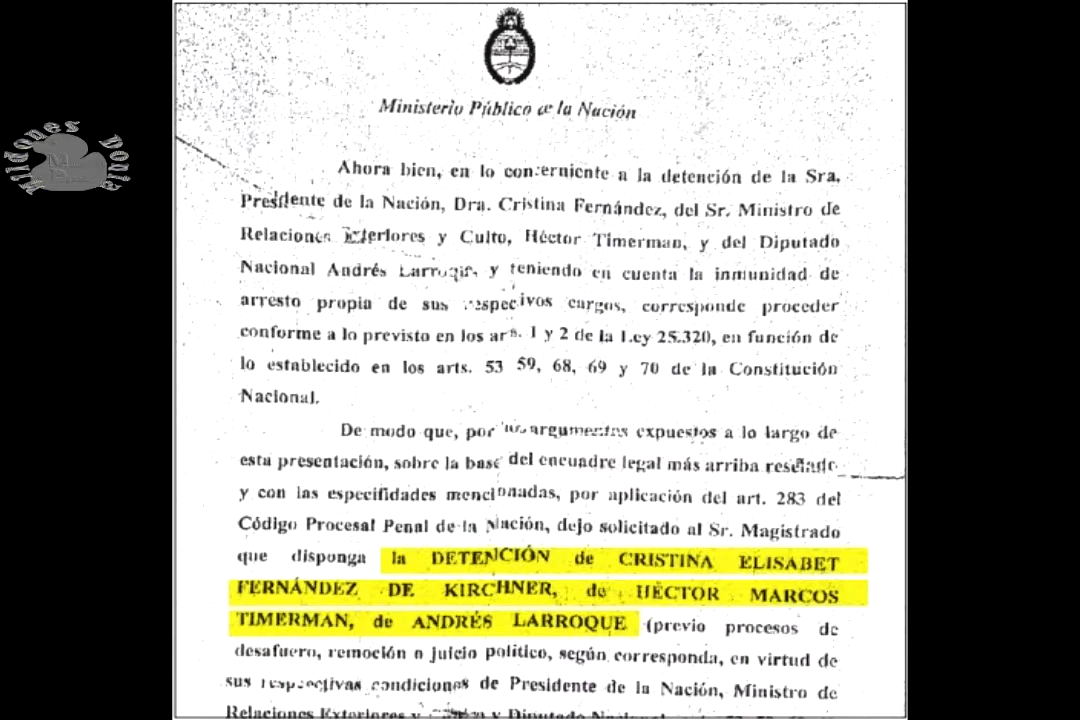 Mildones Dona
Ministerio Público de la Nación
Ahora bien, en lo concerniente a la detención de la Sra.
Presidente de la Nación, Dra. Cristina Fernández, del Sr. Ministro de
Relaciones Exteriores y Culto, Héctor Timerman, y del Diputado
Nacional Andrés Larroque, y teniendo en cuenta la inmunidad de
arresto propia de sus respecivos cargos, corresponde proceder
conforme a lo previsto en los arts. 1 y 2 de la Ley 25.320, en función de
lo establecido en los arts. 53 59, 68, 69 y 70 de la Constitución
Nacional.
De modo que, por los argumentos expuestos a lo largo de
esta presentación, sobre la base del encuadre legal más arriba reseñado
y con las especifidades mencionadas, por aplicación del art. 283 del
Código Procesal Penal de la Nación, dejo solicitado al Sr. Magistrado
que disponga la DETENCIÓN de CRISTINA ELISABET
FERNÁNDEZ DE KIRCHNER, de HÉCTOR MARCOS
TIMERMAN, de ANDRÉS LARROQUE (previo procesos de
desafuero, remoción o juicio político, según corresponda, en virtud de
sus respectivas condiciones de Presidente de la Nación, Ministro de
Relaciones Exteriores y Diputado Nacional